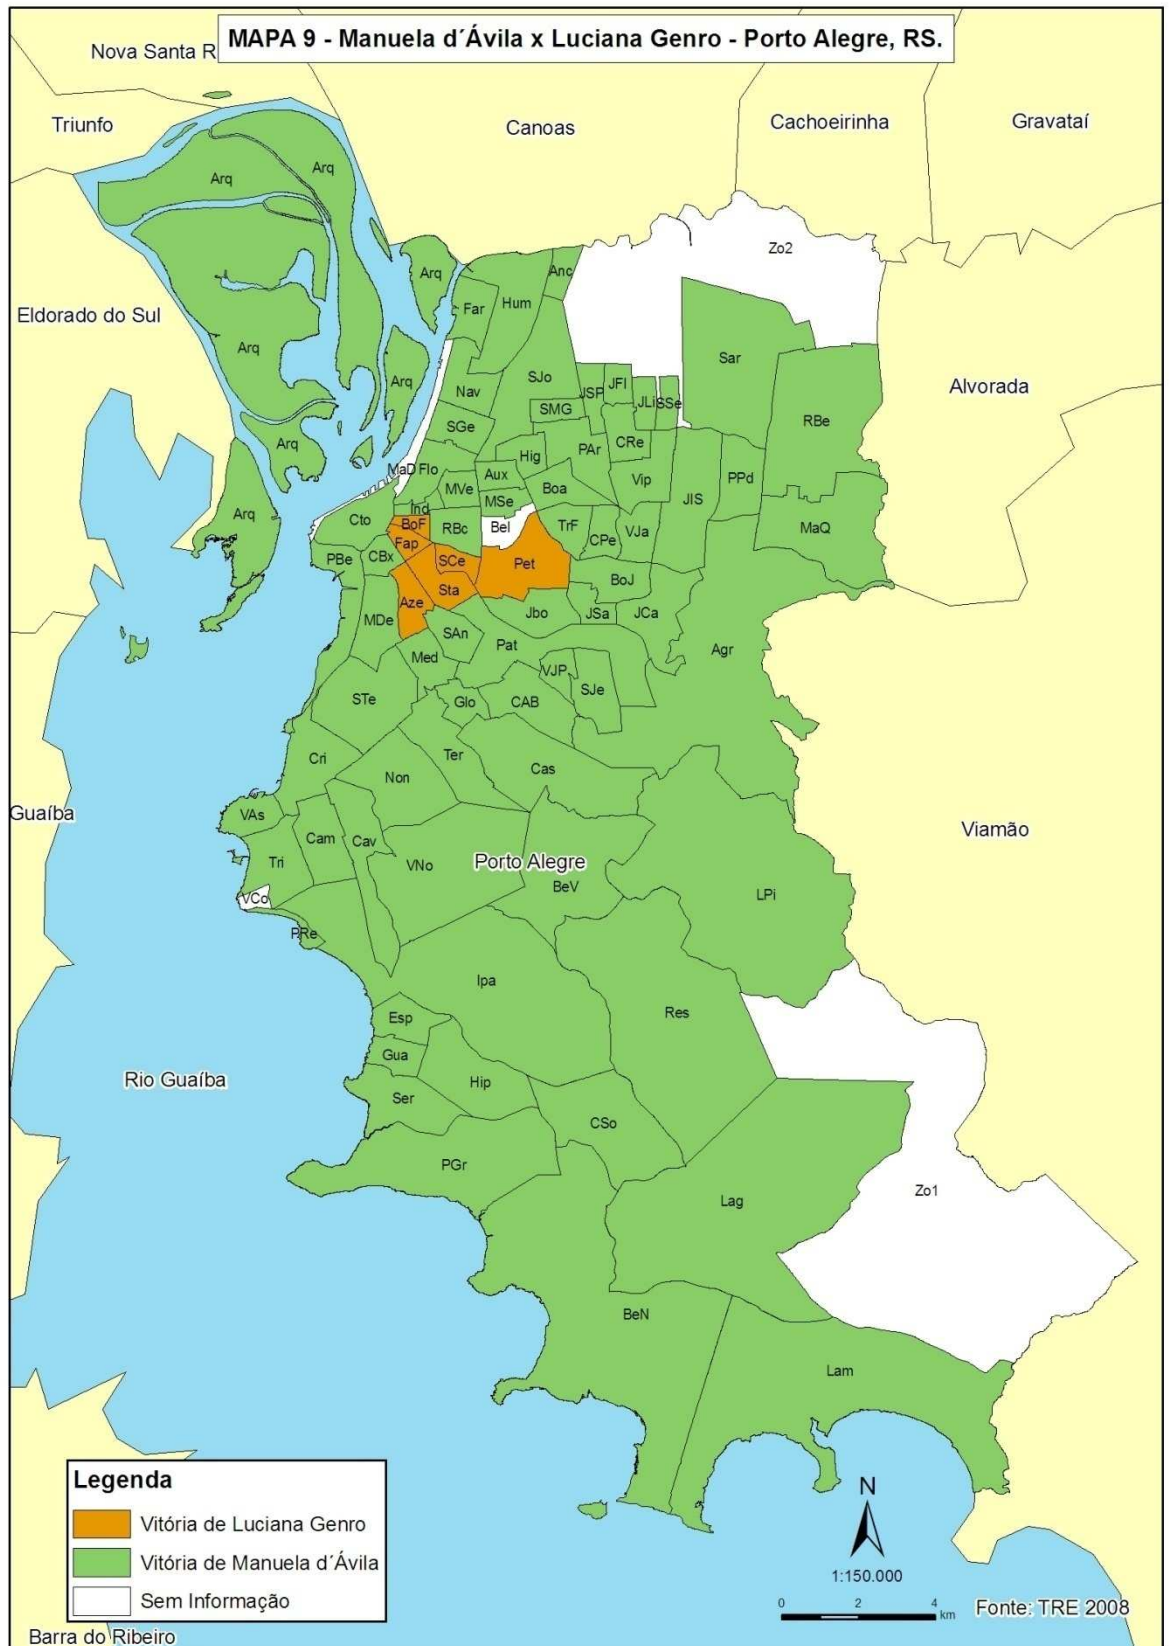 MAPA 9 - Manuela d´Ávila x Luciana Genro - Porto Alegre, RS.
Nova Santa R
Triunfo
Canoas
Cachoeirinha
Gravataí
Arq
Arq
Zo2
Arq
Anc
Hum
Far
Eldorado do Sul
Arq
Sar
Alvorada
Arq
SJo
JSP
JFI
Nav
JLi
SSe
SMG
RBe
SGe
Arq
CRe
PAr
Hig
MaD
Flo
Aux
Vip
PPd
MVe
Boa
JIS
MSe
Ind
Arq
Cto
BoF
RBc
Bel
TrF
VJa
MaQ
CPe
Fap
PBe
CBx
SCe
Pet
BoJ
Sta
Aze
MDe
Jbo
JSa
JCa
SAn
Pat
Agr
Med
VJP
SJe
STe
Glo
CAB
Cri
Ter
Cas
Non
Guaíba
VAs
Cam
Cav
Viamão
Tri
VNo
Porto Alegre
BeV
LPi
VCo
PRe
Ipa
Res
Esp
Gua
Rio Guaíba
Hip
Ser
CSo
PGr
Zo1
Lag
BeN
Lam
Legenda
Vitória de Luciana Genro
Vitória de Manuela d´Ávila
Sem Informação
N
1:150.000
0 2 4
km
Fonte: TRE 2008
Barra do Ribeiro